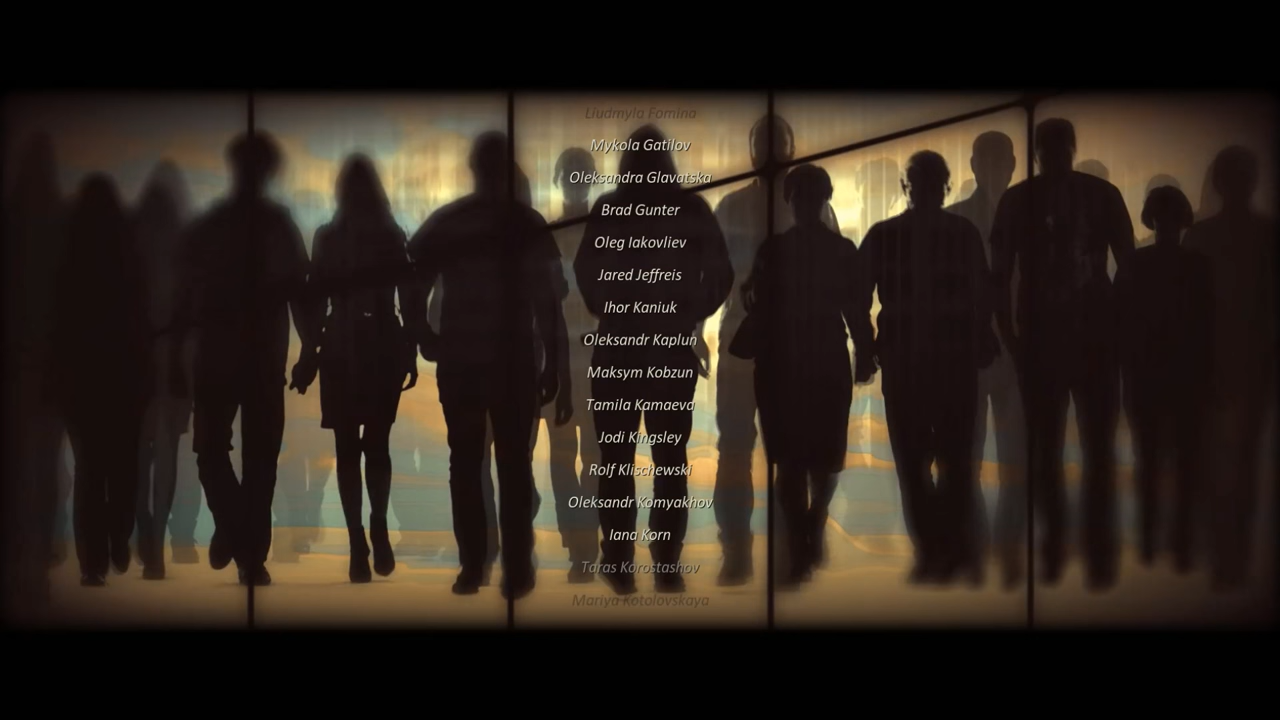 Liudmyla Fomina
Mykola Gatilov
Oleksandra Glavatska
Brad Gunter
Oleg Iakovliev
Jared Jeffreis
Ihor Kaniuk
Oleksandr Kaplun
Maksym Kobzun
Tamila Kamaeva
Jodi Kingsley
Rolf Klischewski
Oleksandr Komyakhov
Iana Korn
Taras Korostashov
Mariya Kotolovskaya